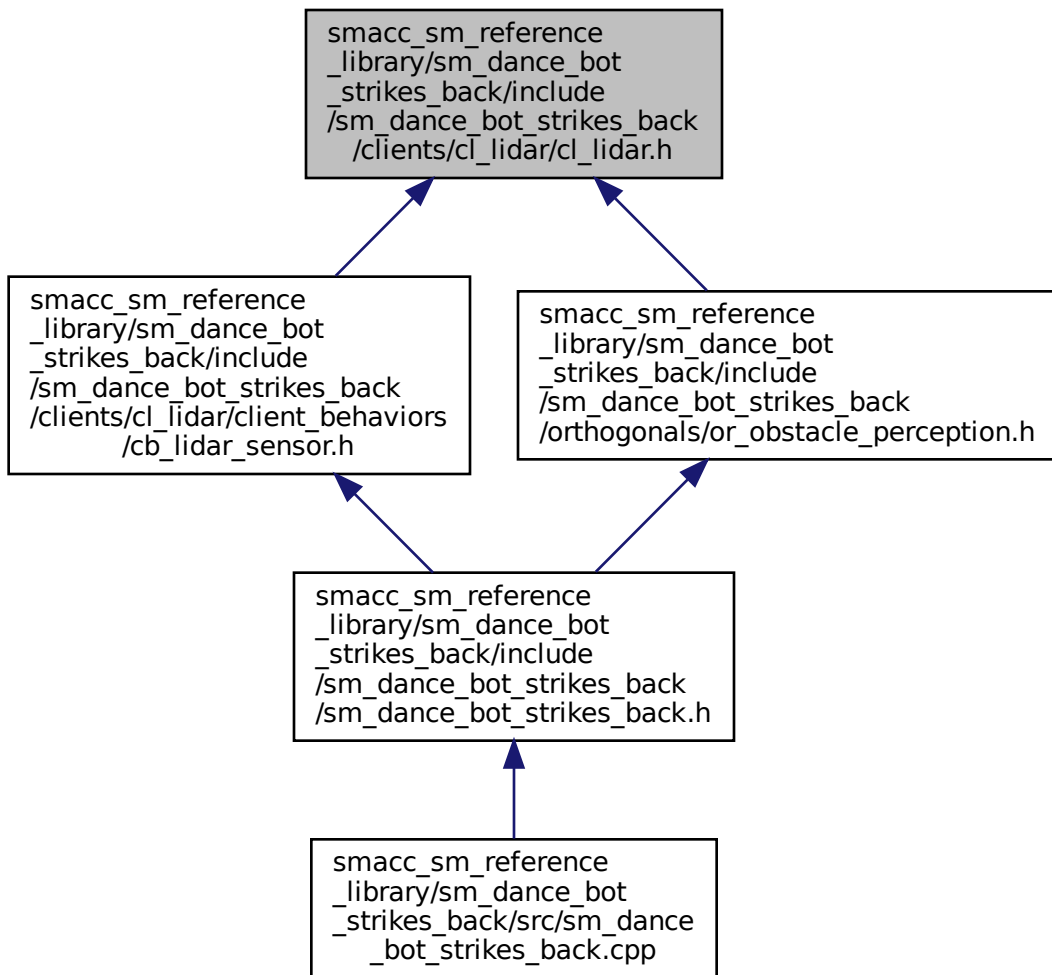 smacc_sm_reference
_library/sm_dance_bot
_strikes_back/include
/sm_dance_bot_strikes_back
/clients/cl_lidar/cl_lidar.h
smacc_sm_reference
_library/sm_dance_bot
_strikes_back/include
/sm_dance_bot_strikes_back
/clients/cl_lidar/client_behaviors
/cb_lidar_sensor.h
smacc_sm_reference
_library/sm_dance_bot
_strikes_back/include
/sm_dance_bot_strikes_back
/orthogonals/or_obstacle_perception.h
smacc_sm_reference
_library/sm_dance_bot
_strikes_back/include
/sm_dance_bot_strikes_back
/sm_dance_bot_strikes_back.h
smacc_sm_reference
_library/sm_dance_bot
_strikes_back/src/sm_dance
_bot_strikes_back.cpp